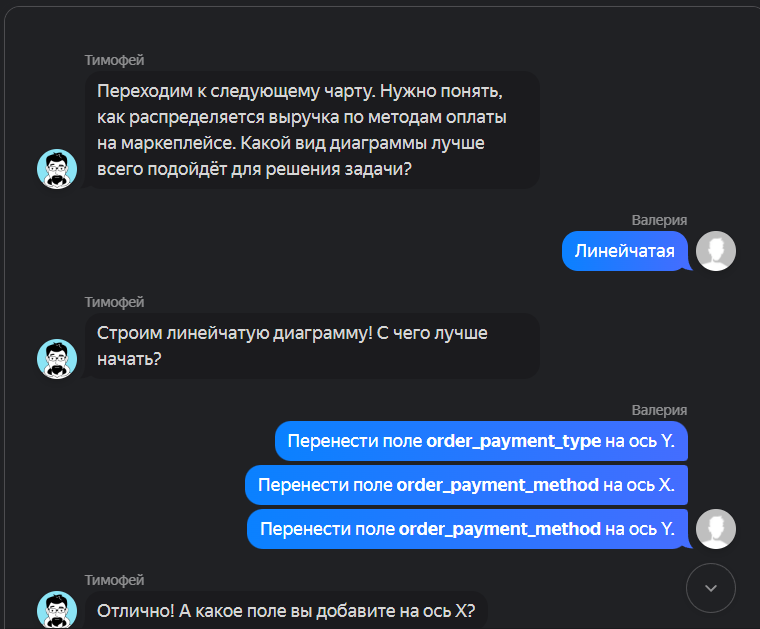 Тимофей
Переходим к следующему чарту. Нужно понять,
как распределяется выручка по методам оплаты
на маркеплейсе. Какой вид диаграммы лучше
всего подойдёт для решения задачи?
Валерия
Линейчатая
Тимофей
Строим линейчатую диаграмму! С чего лучше
начать?
Валерия
Перенести поле order_payment_type на ось Y.
Перенести поле order_payment_method на ось X.
Перенести поле order_payment_method на ось Y.
Тимофей
Отлично! А какое поле вы добавите на ось X?